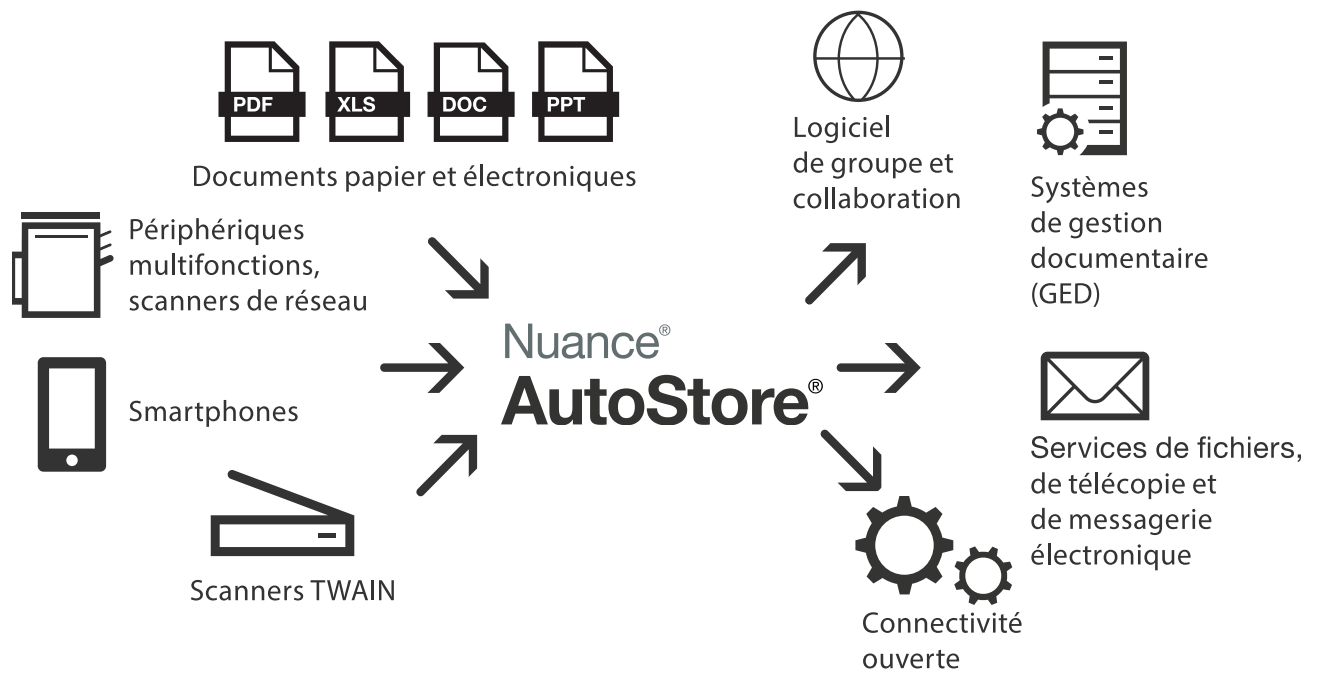 PDF
XLS
DOC
PPT
Documents papier et électroniques
Périphériques
multifonctions,
scanners de réseau
Smartphones
Scanners TWAIN
Nuance®
AutoStore®
Logiciel
de groupe et
collaboration
Systèmes
de gestion
documentaire
(GED)
Services de fichiers,
de télécopie et
de messagerie
électronique
Connectivité
ouverte